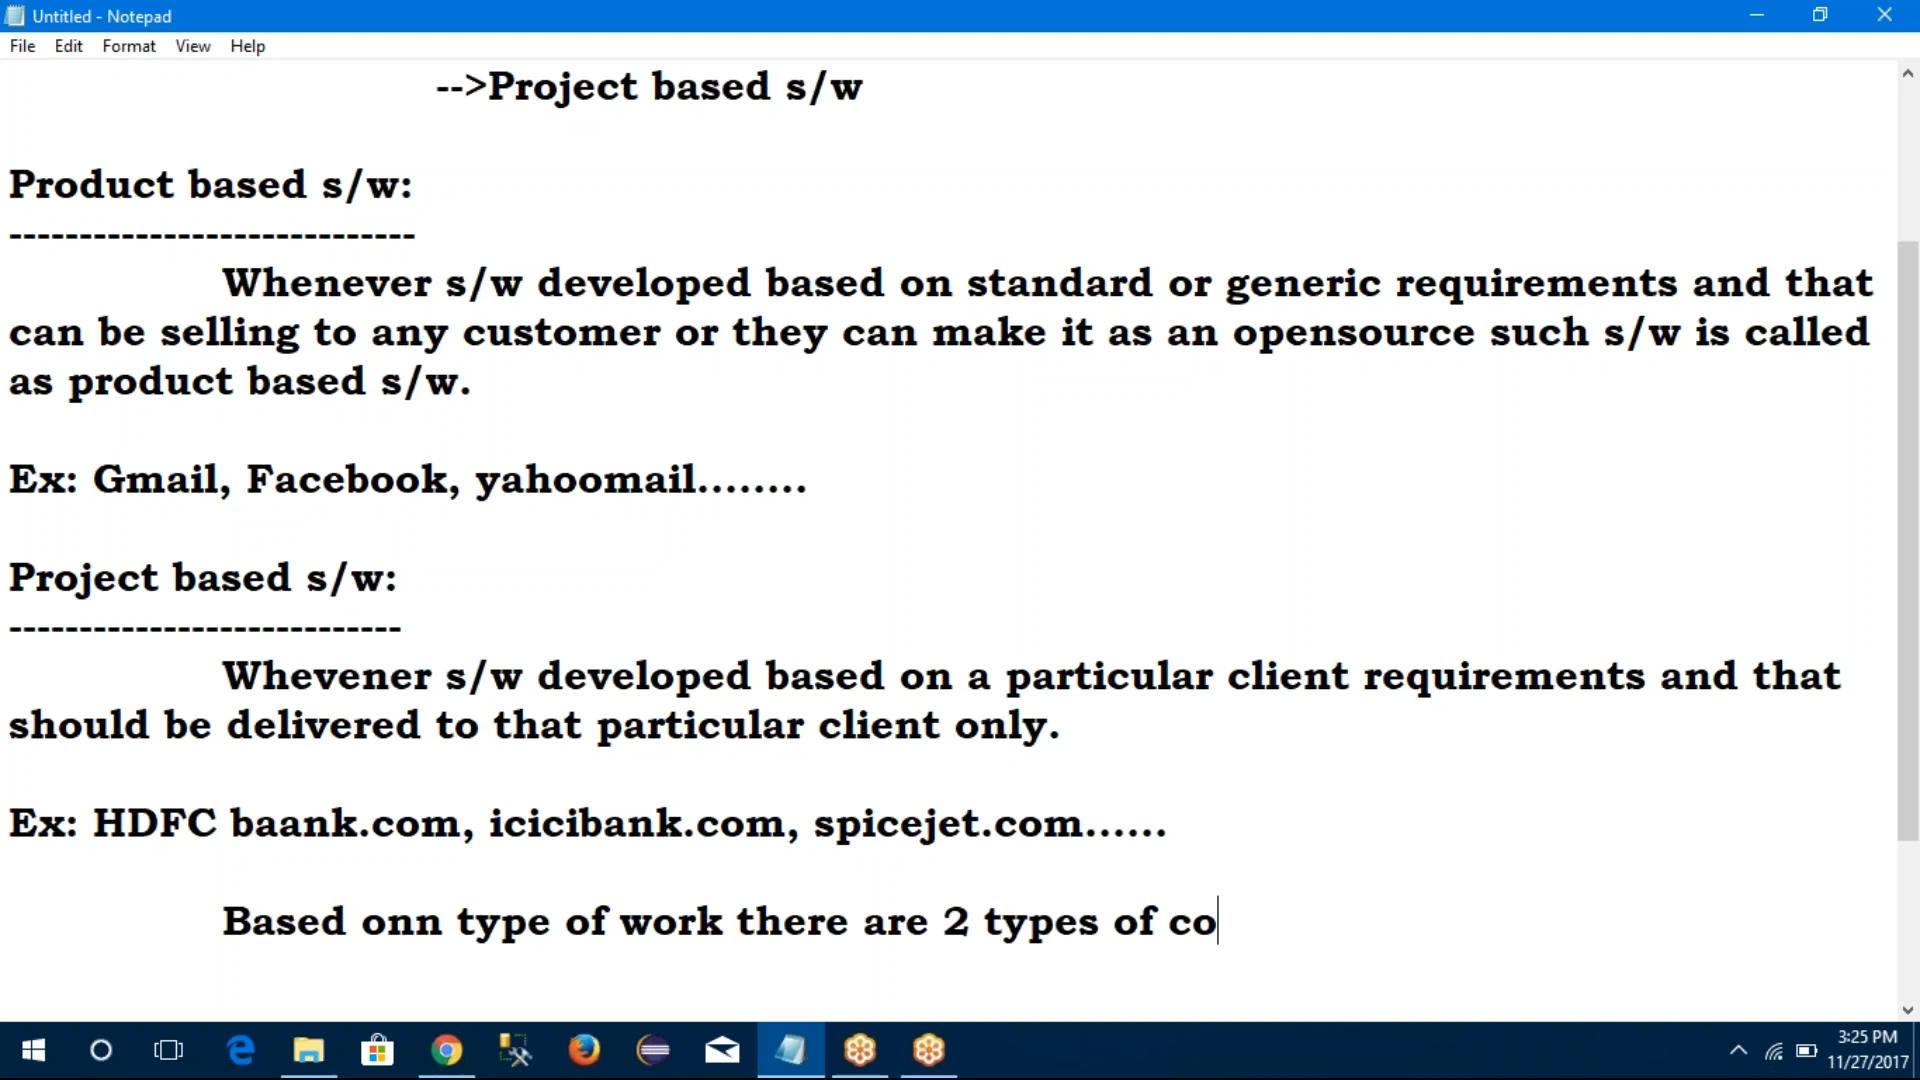 Untitled - Notepad
File Edit Format View Help
-->Project based s/w
Product based s/w:
-----------------------------
Whenever s/w developed based on standard or generic requirements and that
can be selling to any customer or they can make it as an opensource such s/w is called
as product based s/w.
Ex: Gmail, Facebook, yahoomail........
Project based s/w:
----------------------------
Whevener s/w developed based on a particular client requirements and that
should be delivered to that particular client only.
Ex: HDFC baank.com, icicibank.com, spicejet.com......
Based onn type of work there are 2 types of co
3:25 PM
11/27/2017